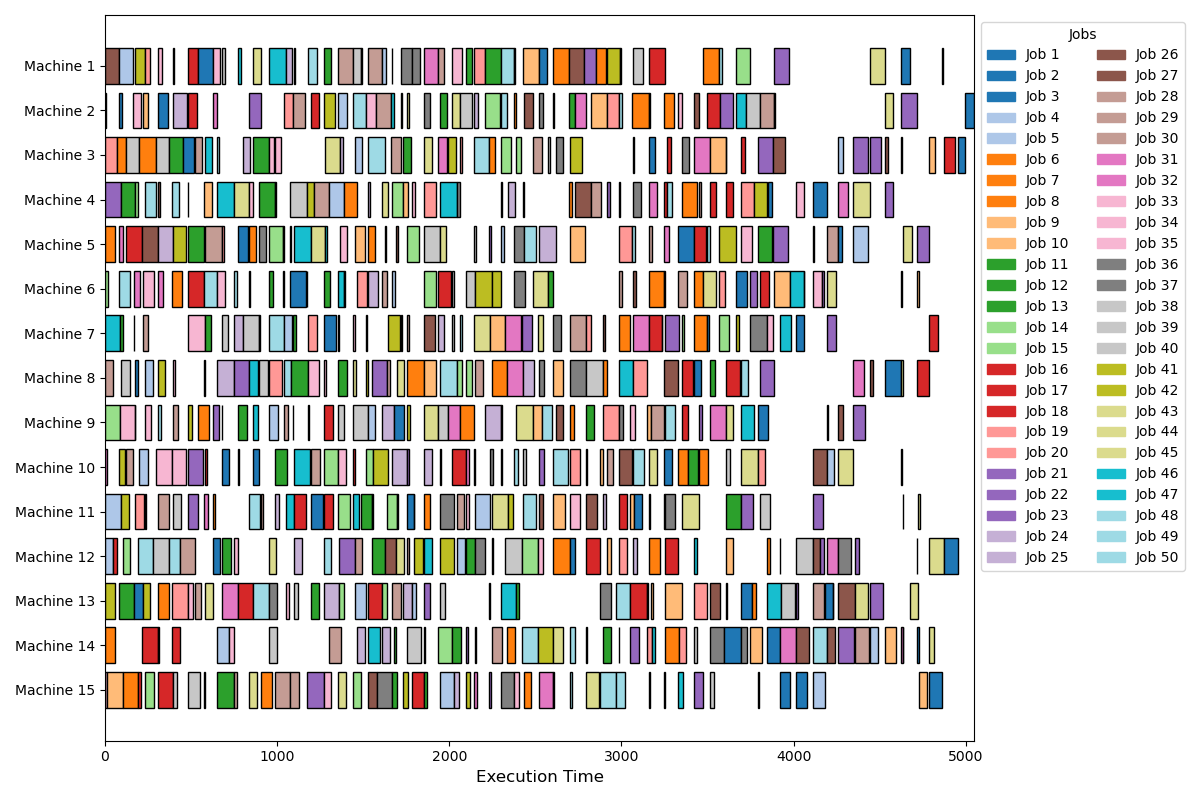 Machine 1
Machine 2
Machine 3
Machine 4
Machine 5
Machine 6
Machine 7
Machine 8
Machine 9
Machine 10
Machine 11
Machine 12
Machine 13
Machine 14
Machine 15
0 1000 2000 3000 4000 5000
Execution Time
Jobs
Job 1
Job 2
Job 3
Job 4
Job 5
Job 6
Job 7
Job 8
Job 9
Job 10
Job 11
Job 12
Job 13
Job 14
Job 15
Job 16
Job 17
Job 18
Job 19
Job 20
Job 21
Job 22
Job 23
Job 24
Job 25
Job 26
Job 27
Job 28
Job 29
Job 30
Job 31
Job 32
Job 33
Job 34
Job 35
Job 36
Job 37
Job 38
Job 39
Job 40
Job 41
Job 42
Job 43
Job 44
Job 45
Job 46
Job 47
Job 48
Job 49
Job 50